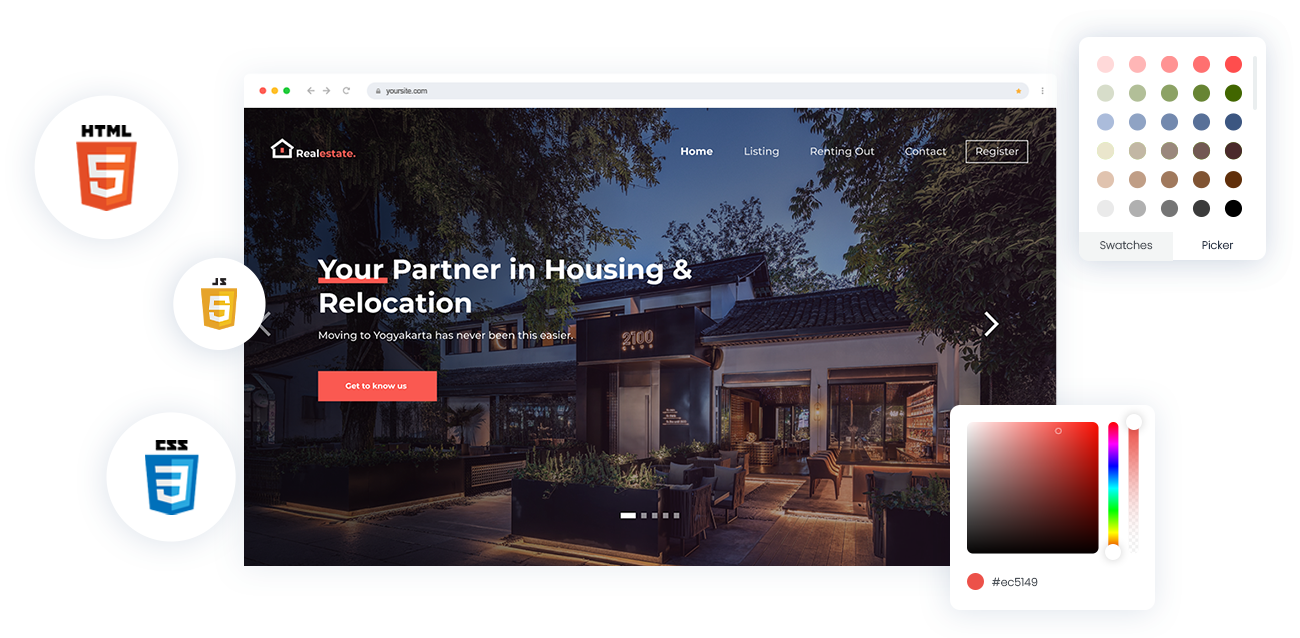 HTML
5
JS
5
CSS
3
yoursite.com
Realestate.
Home
Listing
Renting Out
Contact
Register
Your Partner in Housing &
Relocation
Moving to Yogyakarta has never been this easier.
Get to know us
2100
Swatches
Picker
#ec5149